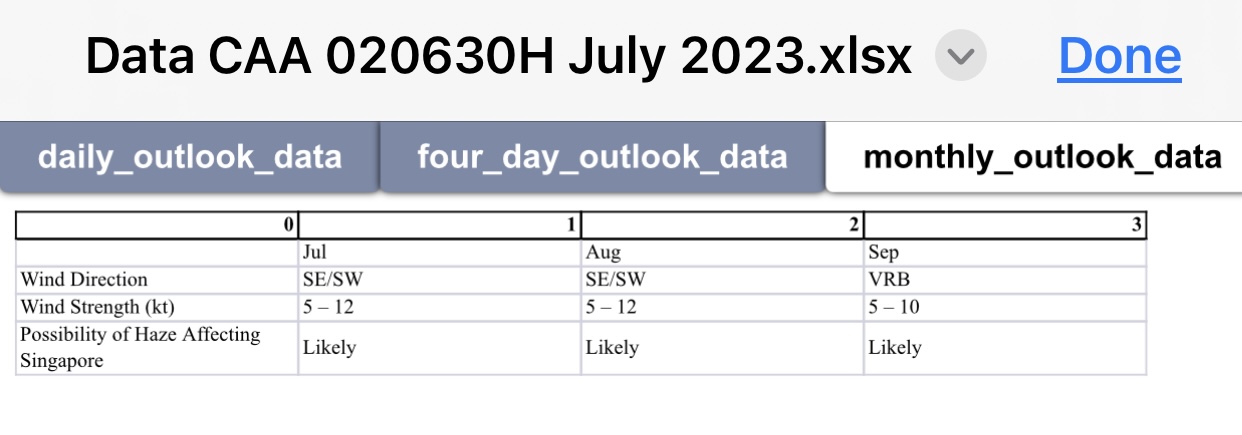 Data CAA 020630H July 2023.xlsx Done
daily_outlook_data four_day_outlook_data monthly_outlook_data
0 1 2 3
Jul Aug Sep
Wind Direction SE/SW SE/SW VRB
Wind Strength (kt) 5 – 12 5 – 12 5 – 10
Possibility of Haze Affecting
Singapore Likely Likely Likely